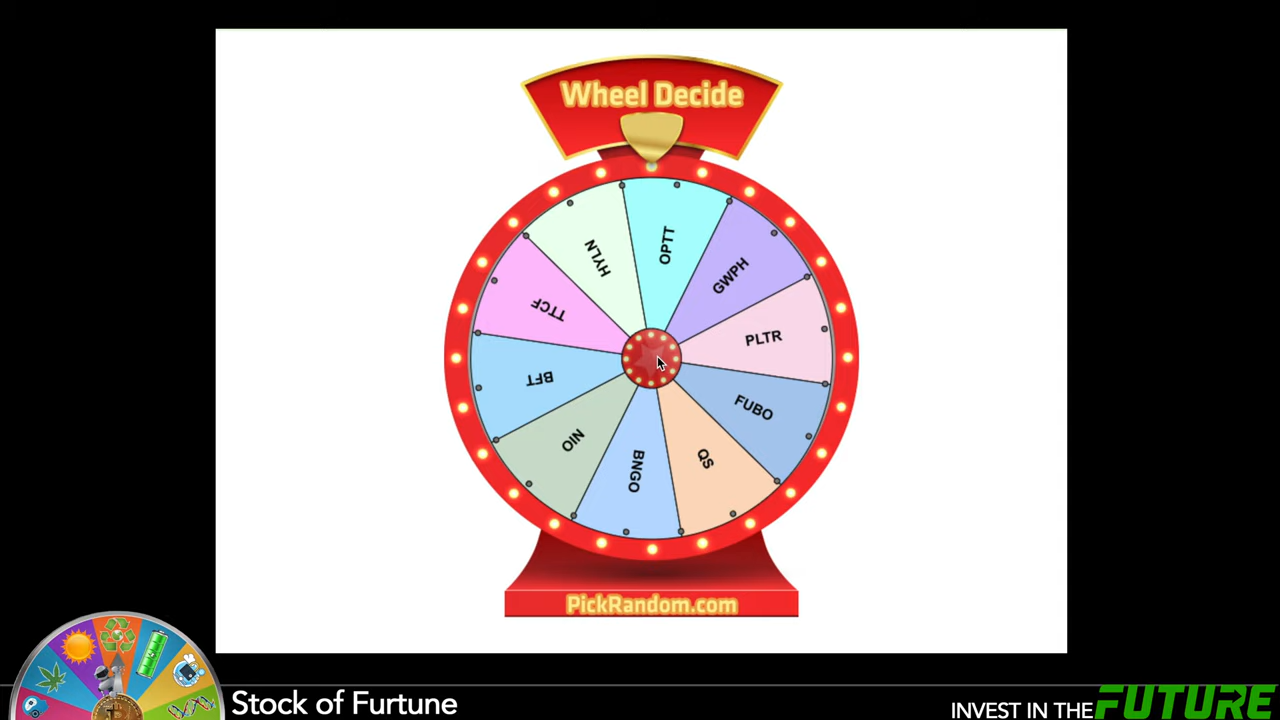 Wheel Decide
OPTT
GWPH
PLTR
FUBO
QS
BNGO
NIO
BFT
TTCF
HYLN
PickRandom.com
Stock of Furtune
INVEST IN THE FUTURE